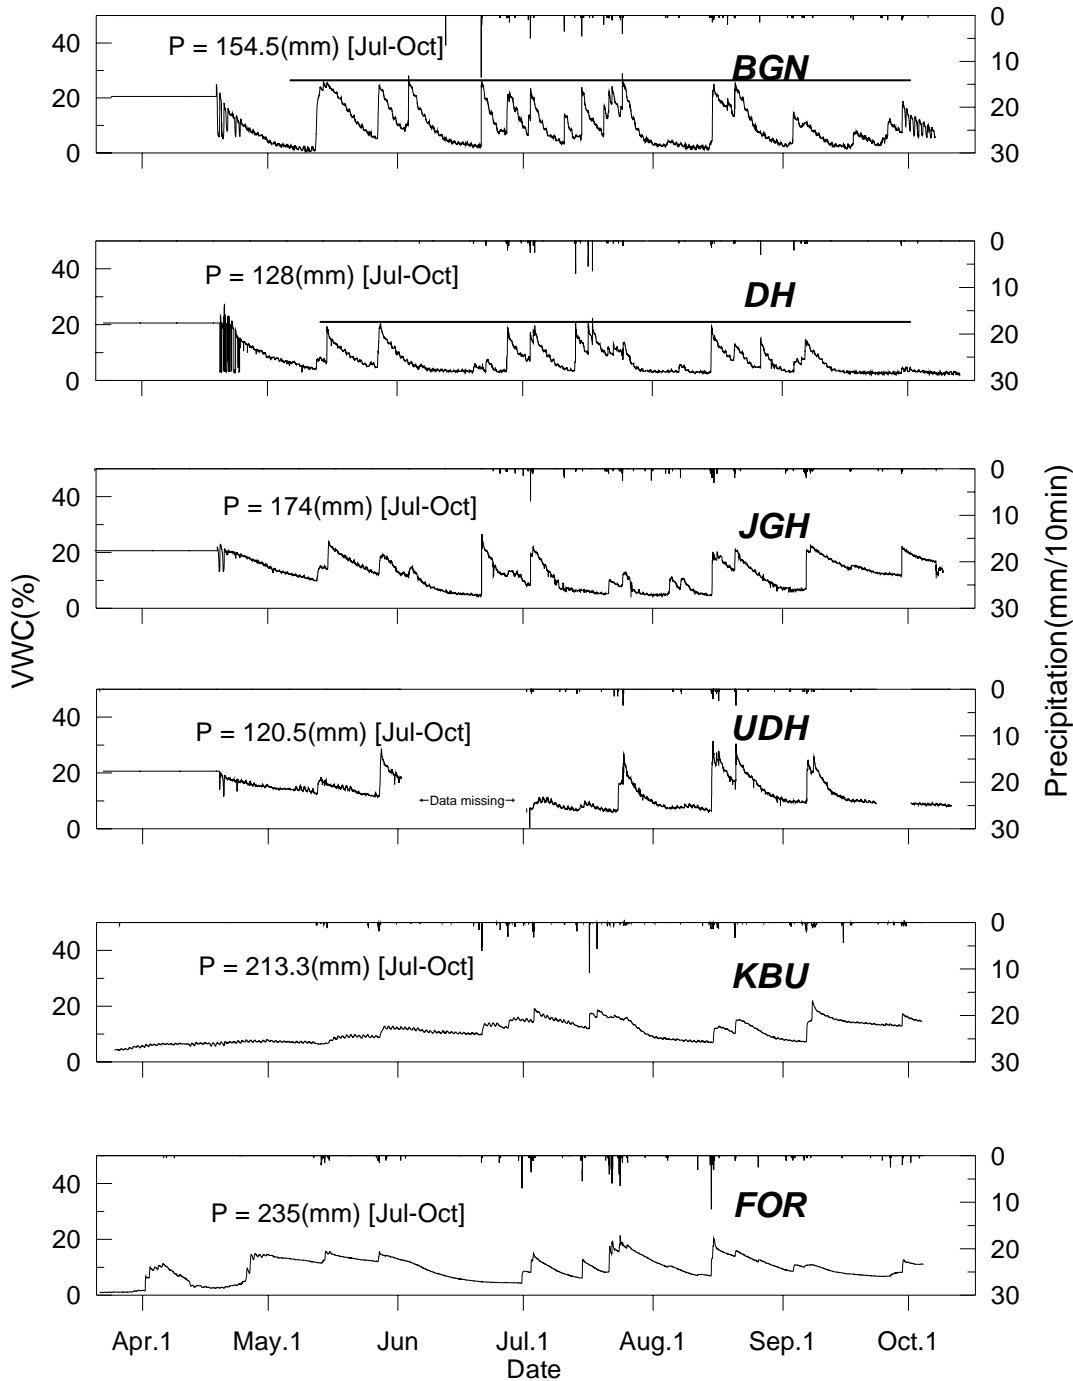 40
20
0
P = 154.5(mm) [Jul-Oct]
BGN
0
10
20
30
40
20
0
P = 128(mm) [Jul-Oct]
DH
0
10
20
30
40
20
0
P = 174(mm) [Jul-Oct]
JGH
0
10
20
30
VWC(%)
Precipitation(mm/10min)
40
20
0
P = 120.5(mm) [Jul-Oct]
UDH
←Data missing→
0
10
20
30
40
20
0
P = 213.3(mm) [Jul-Oct]
KBU
0
10
20
30
40
20
0
P = 235(mm) [Jul-Oct]
FOR
0
10
20
30
Apr.1 May.1 Jun Jul.1 Aug.1 Sep.1 Oct.1
Date